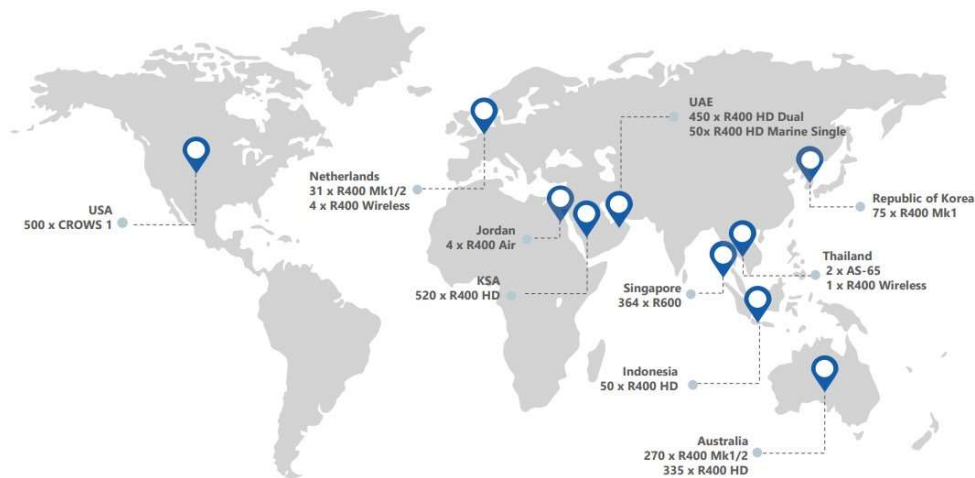 UAE
450 x R400 HD Dual
50x R400 HD Marine Single
Netherlands
31 x R400 Mk1/2
4 x R400 Wireless
USA
500 x CROWS 1
Republic of Korea
75 x R400 Mk1
Jordan
4 x R400 Air
KSA
520 x R400 HD
Thailand
2 x AS-65
1 x R400 Wireless
Singapore
364 x R600
Indonesia
50 x R400 HD
Australia
270 x R400 Mk1/2
335 x R400 HD